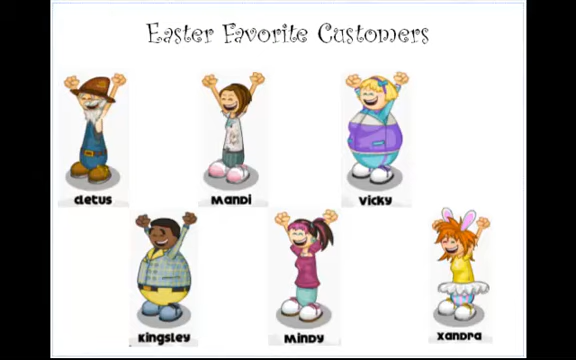 Easter Favorite Customers
Cletus
Mandi
Vicky
Kingsley
Mindy
Xandra